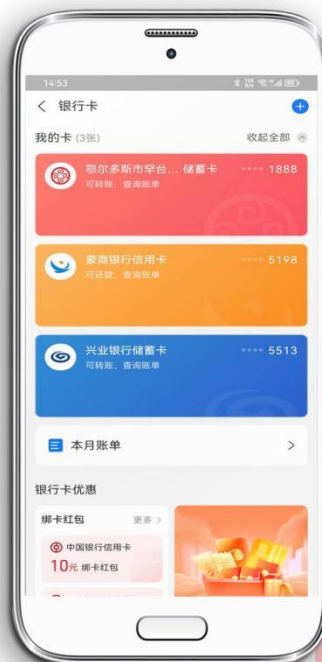 14:53
银行卡
我的卡 (3张) 收起全部
鄂尔多斯市罕台... 储蓄卡 **** 1888
可转账、查询账单
蒙商银行信用卡 **** 5198
可还款、查询账单
兴业银行储蓄卡 **** 5513
可转账、查询账单
本月账单
银行卡优惠
绑卡红包 更多
中国银行信用卡
10元 绑卡红包